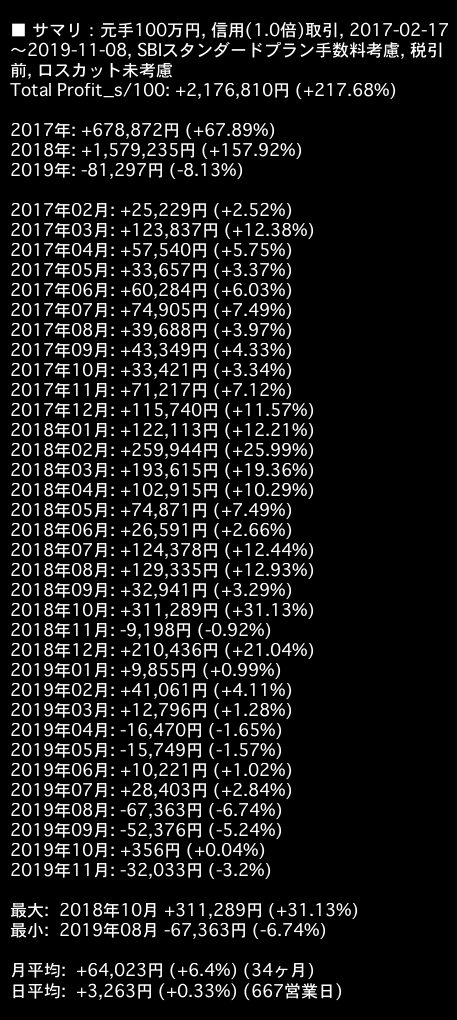 ■ サマリ：元手100万円, 信用(1.0倍)取引, 2017-02-17
～2019-11-08, SBIスタンダードプラン手数料考慮, 税引
前, ロスカット未考慮
Total Profit_s/100: +2,176,810円 (+217.68%)
2017年: +678,872円 (+67.89%)
2018年: +1,579,235円 (+157.92%)
2019年: -81,297円 (-8.13%)
2017年02月: +25,229円 (+2.52%)
2017年03月: +123,837円 (+12.38%)
2017年04月: +57,540円 (+5.75%)
2017年05月: +33,657円 (+3.37%)
2017年06月: +60,284円 (+6.03%)
2017年07月: +74,905円 (+7.49%)
2017年08月: +39,688円 (+3.97%)
2017年09月: +43,349円 (+4.33%)
2017年10月: +33,421円 (+3.34%)
2017年11月: +71,217円 (+7.12%)
2017年12月: +115,740円 (+11.57%)
2018年01月: +122,113円 (+12.21%)
2018年02月: +259,944円 (+25.99%)
2018年03月: +193,615円 (+19.36%)
2018年04月: +102,915円 (+10.29%)
2018年05月: +74,871円 (+7.49%)
2018年06月: +26,591円 (+2.66%)
2018年07月: +124,378円 (+12.44%)
2018年08月: +129,335円 (+12.93%)
2018年09月: +32,941円 (+3.29%)
2018年10月: +311,289円 (+31.13%)
2018年11月: -9,198円 (-0.92%)
2018年12月: +210,436円 (+21.04%)
2019年01月: +9,855円 (+0.99%)
2019年02月: +41,061円 (+4.11%)
2019年03月: +12,796円 (+1.28%)
2019年04月: -16,470円 (-1.65%)
2019年05月: -15,749円 (-1.57%)
2019年06月: +10,221円 (+1.02%)
2019年07月: +28,403円 (+2.84%)
2019年08月: -67,363円 (-6.74%)
2019年09月: -52,376円 (-5.24%)
2019年10月: +356円 (+0.04%)
2019年11月: -32,033円 (-3.2%)
最大: 2018年10月 +311,289円 (+31.13%)
最小: 2019年08月 -67,363円 (-6.74%)
月平均: +64,023円 (+6.4%) (34ヶ月)
日平均: +3,263円 (+0.33%) (667営業日)